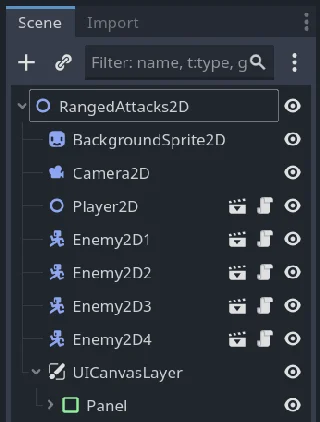 Scene Import
Filter: name, t:type, g
RangedAttacks2D
BackgroundSprite2D
Camera2D
Player2D
Enemy2D1
Enemy2D2
Enemy2D3
Enemy2D4
UICanvasLayer
Panel